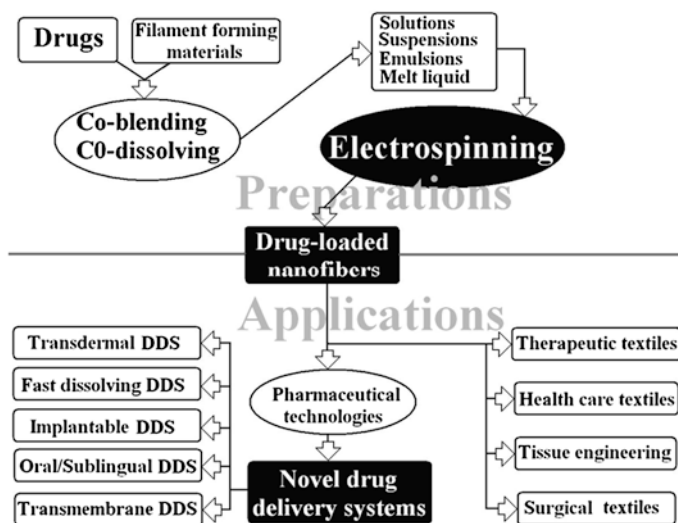 Drugs
Filament forming
materials
Solutions
Suspensions
Emulsions
Melt liquid
Co-blending
C0-dissolving
Electrospinning
Preparations
Drug-loaded
nanofibers
Applications
Transdermal DDS
Fast dissolving DDS
Implantable DDS
Oral/Sublingual DDS
Transmembrane DDS
Pharmaceutical
technologies
Novel drug
delivery systems
Therapeutic textiles
Health care textiles
Tissue engineering
Surgical textiles